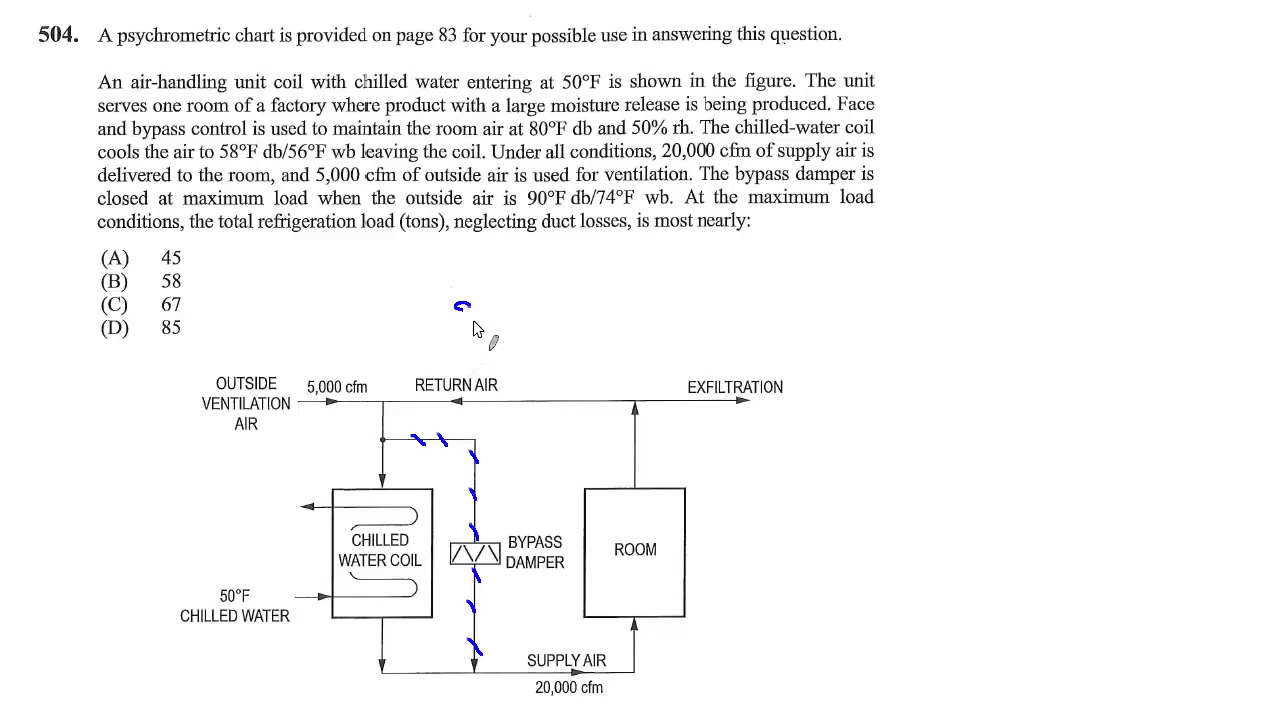 504. A psychrometric chart is provided on page 83 for your possible use in answering this question.
An air-handling unit coil with chilled water entering at 50°F is shown in the figure. The unit
serves one room of a factory where product with a large moisture release is being produced. Face
and bypass control is used to maintain the room air at 80°F db and 50% rh. The chilled-water coil
cools the air to 58°F db/56°F wb leaving the coil. Under all conditions, 20,000 cfm of supply air is
delivered to the room, and 5,000 cfm of outside air is used for ventilation. The bypass damper is
closed at maximum load when the outside air is 90°F db/74°F wb. At the maximum load
conditions, the total refrigeration load (tons), neglecting duct losses, is most nearly:
(A) 45
(B) 58
(C) 67
(D) 85
OUTSIDE
VENTILATION
AIR
5,000 cfm
RETURN AIR
EXFILTRATION
CHILLED
WATER COIL
BYPASS
DAMPER
ROOM
50°F
CHILLED WATER
SUPPLY AIR
20,000 cfm